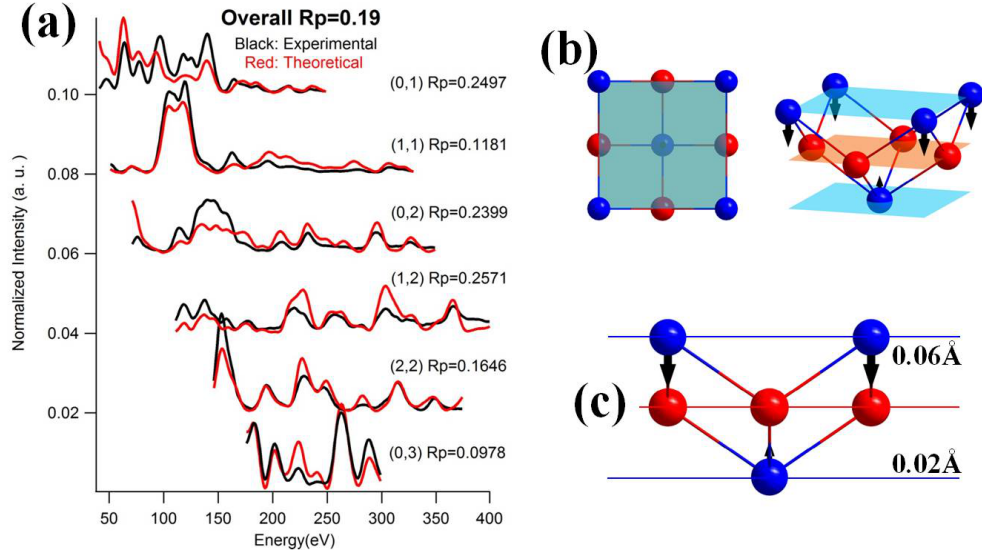 (a)
Overall Rp=0.19
Black: Experimental
Red: Theoretical
(0,1) Rp=0.2497
(1,1) Rp=0.1181
(0,2) Rp=0.2399
(1,2) Rp=0.2571
(2,2) Rp=0.1646
(0,3) Rp=0.0978
Normalized Intensity (a. u.)
0.10
0.08
0.06
0.04
0.02
50 100 150 200 250 300 350 400
Energy(eV)
(b)
(c)
0.06Å
0.02Å